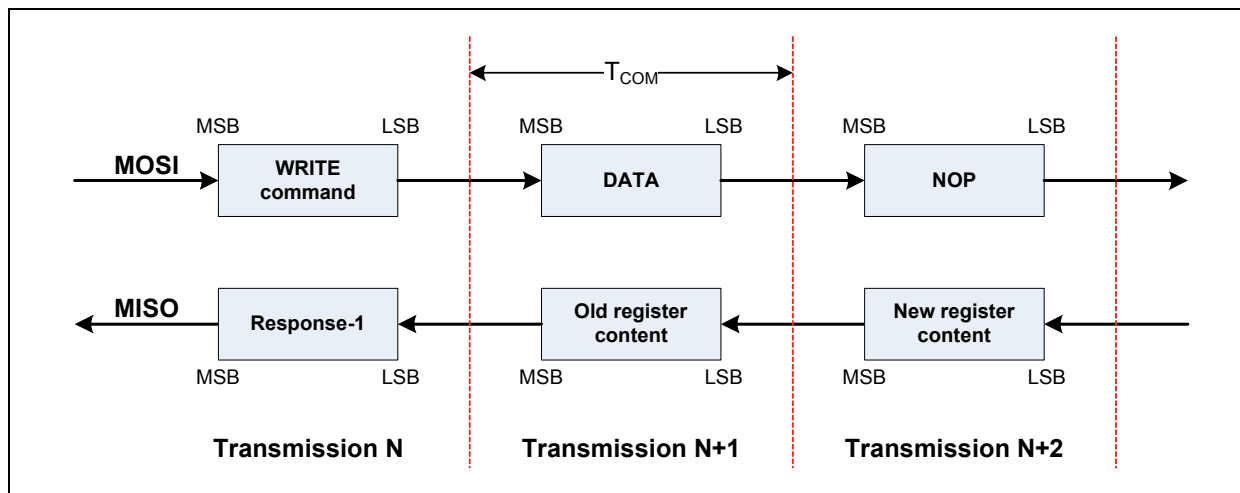 T_COM
MSB LSB MSB LSB MSB LSB
MOSI
WRITE
command
DATA
NOP
MISO
Response-1
Old register
content
New register
content
MSB LSB MSB LSB MSB LSB
Transmission N Transmission N+1 Transmission N+2